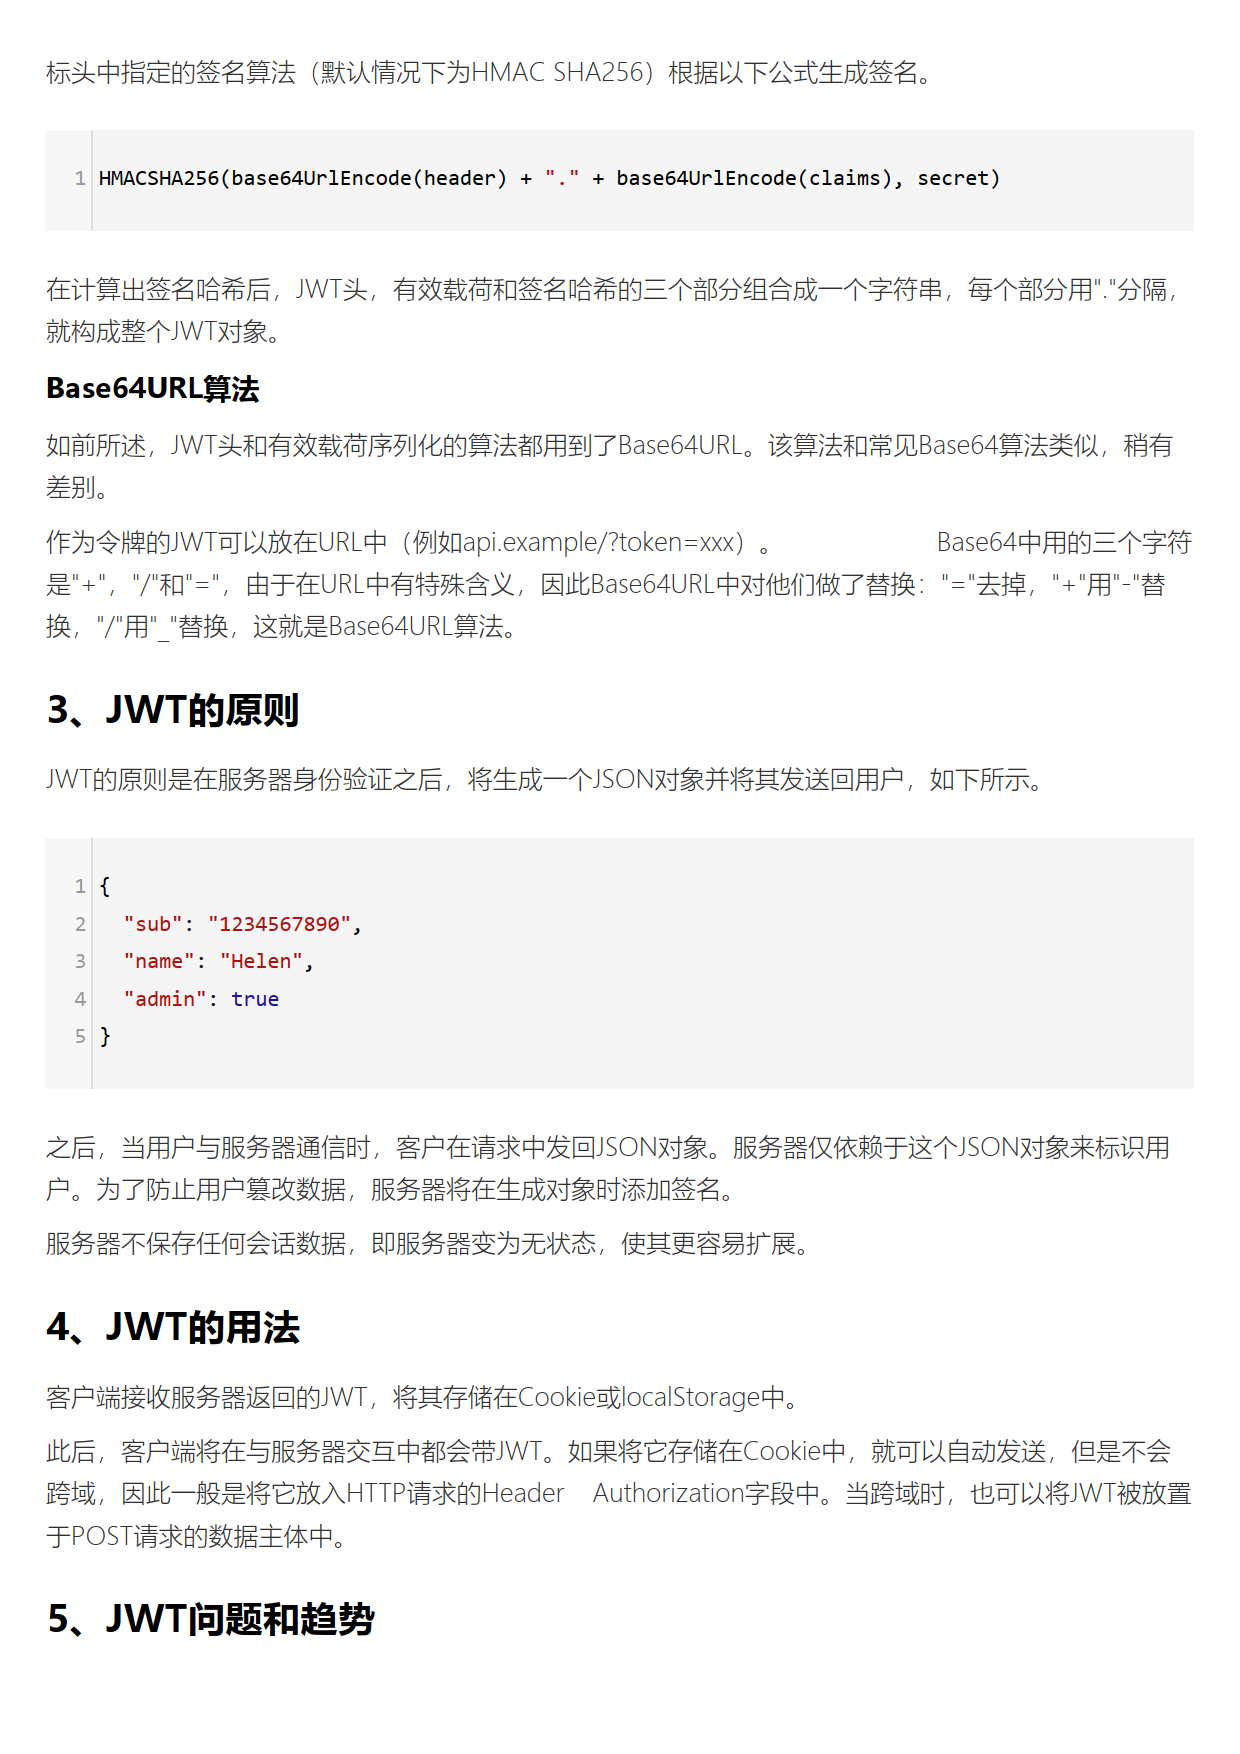 标头中指定的签名算法（默认情况下为HMAC SHA256）根据以下公式生成签名。
1 HMACSHA256(base64UrlEncode(header) + "." + base64UrlEncode(claims), secret)
在计算出签名哈希后，JWT头，有效载荷和签名哈希的三个部分组合成一个字符串，每个部分用"."分隔，
就构成整个JWT对象。
Base64URL算法
如前所述，JWT头和有效载荷序列化的算法都用到了Base64URL。该算法和常见Base64算法类似，稍有
差别。
作为令牌的JWT可以放在URL中（例如api.example/?token=xxx）。 Base64中用的三个字符
是"+"，"/"和"="，由于在URL中有特殊含义，因此Base64URL中对他们做了替换："="去掉，"+"用"-"替
换，"/"用"_"替换，这就是Base64URL算法。
3、JWT的原则
JWT的原则是在服务器身份验证之后，将生成一个JSON对象并将其发送回用户，如下所示。
1 {
2   "sub": "1234567890",
3   "name": "Helen",
4   "admin": true
5 }
之后，当用户与服务器通信时，客户在请求中发回JSON对象。服务器仅依赖于这个JSON对象来标识用
户。为了防止用户篡改数据，服务器将在生成对象时添加签名。
服务器不保存任何会话数据，即服务器变为无状态，使其更容易扩展。
4、JWT的用法
客户端接收服务器返回的JWT，将其存储在Cookie或localStorage中。
此后，客户端将在与服务器交互中都会带JWT。如果将它存储在Cookie中，就可以自动发送，但是不会
跨域，因此一般是将它放入HTTP请求的Header Authorization字段中。当跨域时，也可以将JWT被放置
于POST请求的数据主体中。
5、JWT问题和趋势